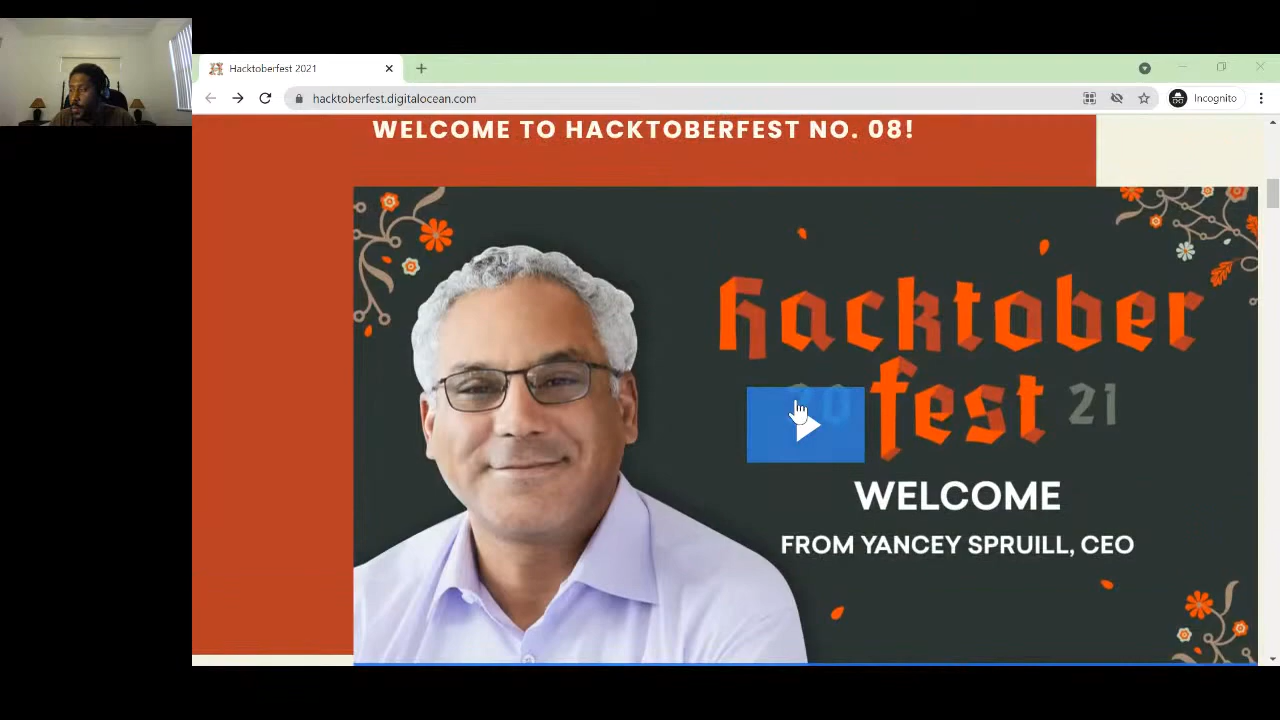 Hacktoberfest 2021
hacktoberfest.digitalocean.com
Incognito
WELCOME TO HACKTOBERFEST NO. 08!
hacktober
20 fest 21
WELCOME
FROM YANCEY SPRUILL, CEO